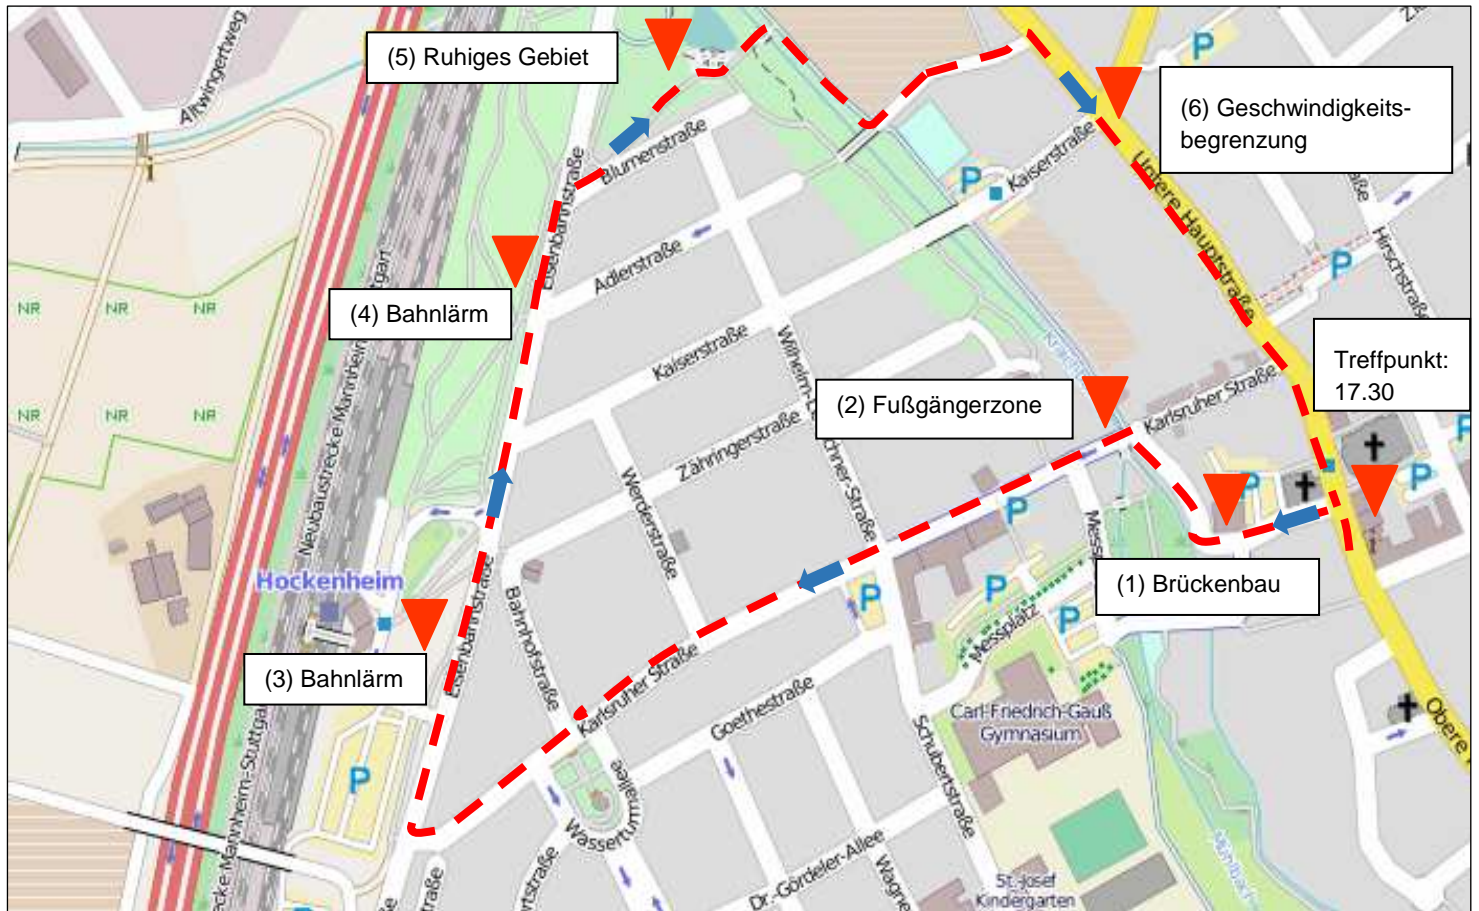 (5) Ruhiges Gebiet
(6) Geschwindigkeits-
begrenzung
(4) Bahnlärm
Treffpunkt:
17.30
(2) Fußgängerzone
(1) Brückenbau
(3) Bahnlärm
Altwingertweg
P
Blumenstraße
Eisenbahnstraße
Kaiserstraße
P
Untere Hauptstraße
Hirschstraße
P
Adlerstraße
NR
NR
NR
Kaiserstraße
NR
NR
NR
Zähringerstraße
Karlsruher Straße
Werderstraße
P
P
P
P
Hockenheim
Eisenbahnstraße
Bahnhofstraße
P
P
P
Messplatz
Karlsruher Straße
Goethestraße
Carl-Friedrich-Gauß
Gymnasium
Schubertstraße
P
Wasserturmallee
Dr.-Gördeler-Allee
Mühlbach
St.-Josef
Kindergarten
Obere